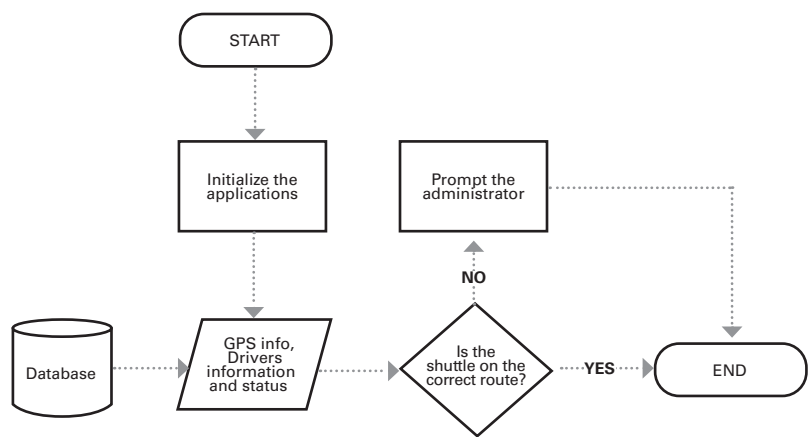 START
Initialize the
applications
Prompt the
administrator
NO
Database
GPS info,
Drivers
information
and status
Is the
shuttle on the
correct route?
YES
END